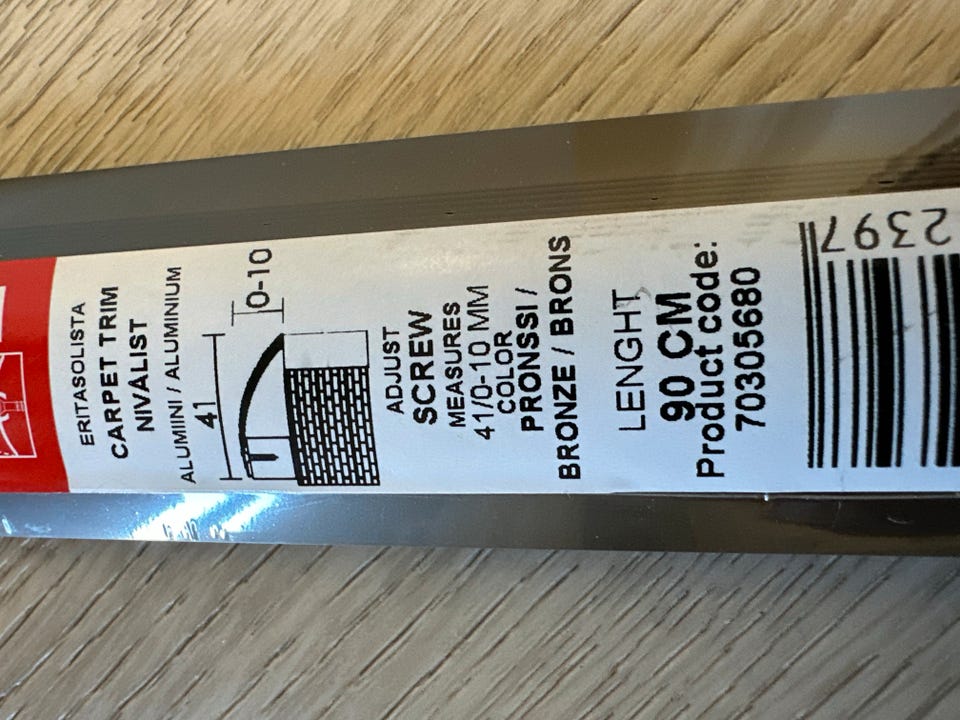 ERITASOLISTA
CARPET TRIM
NIVALIST
ALUMIINI / ALUMINIUM
41
0-10
ADJUST
SCREW
MEASURES
41/0-10 MM
COLOR
PRONSSI /
BRONZE / BRONS
LENGHT
90 CM
Product code:
70305680
2397